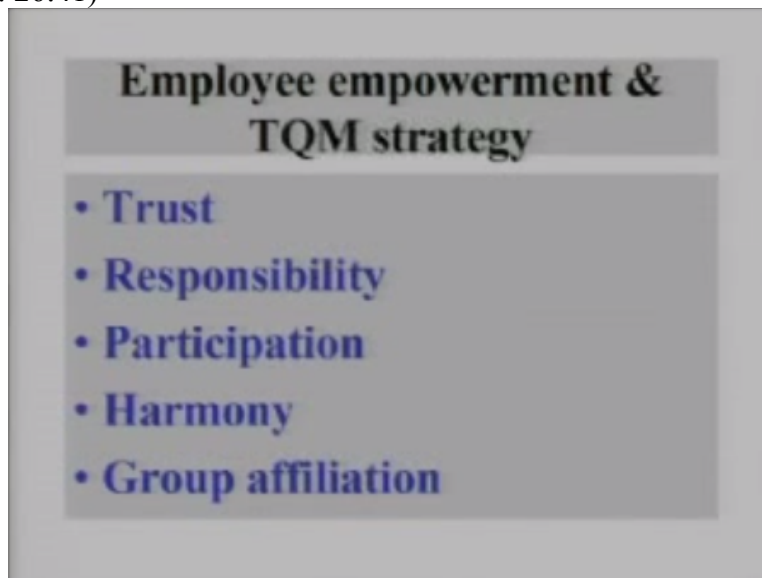 Employee empowerment &
TQM strategy
• Trust
• Responsibility
• Participation
• Harmony
• Group affiliation